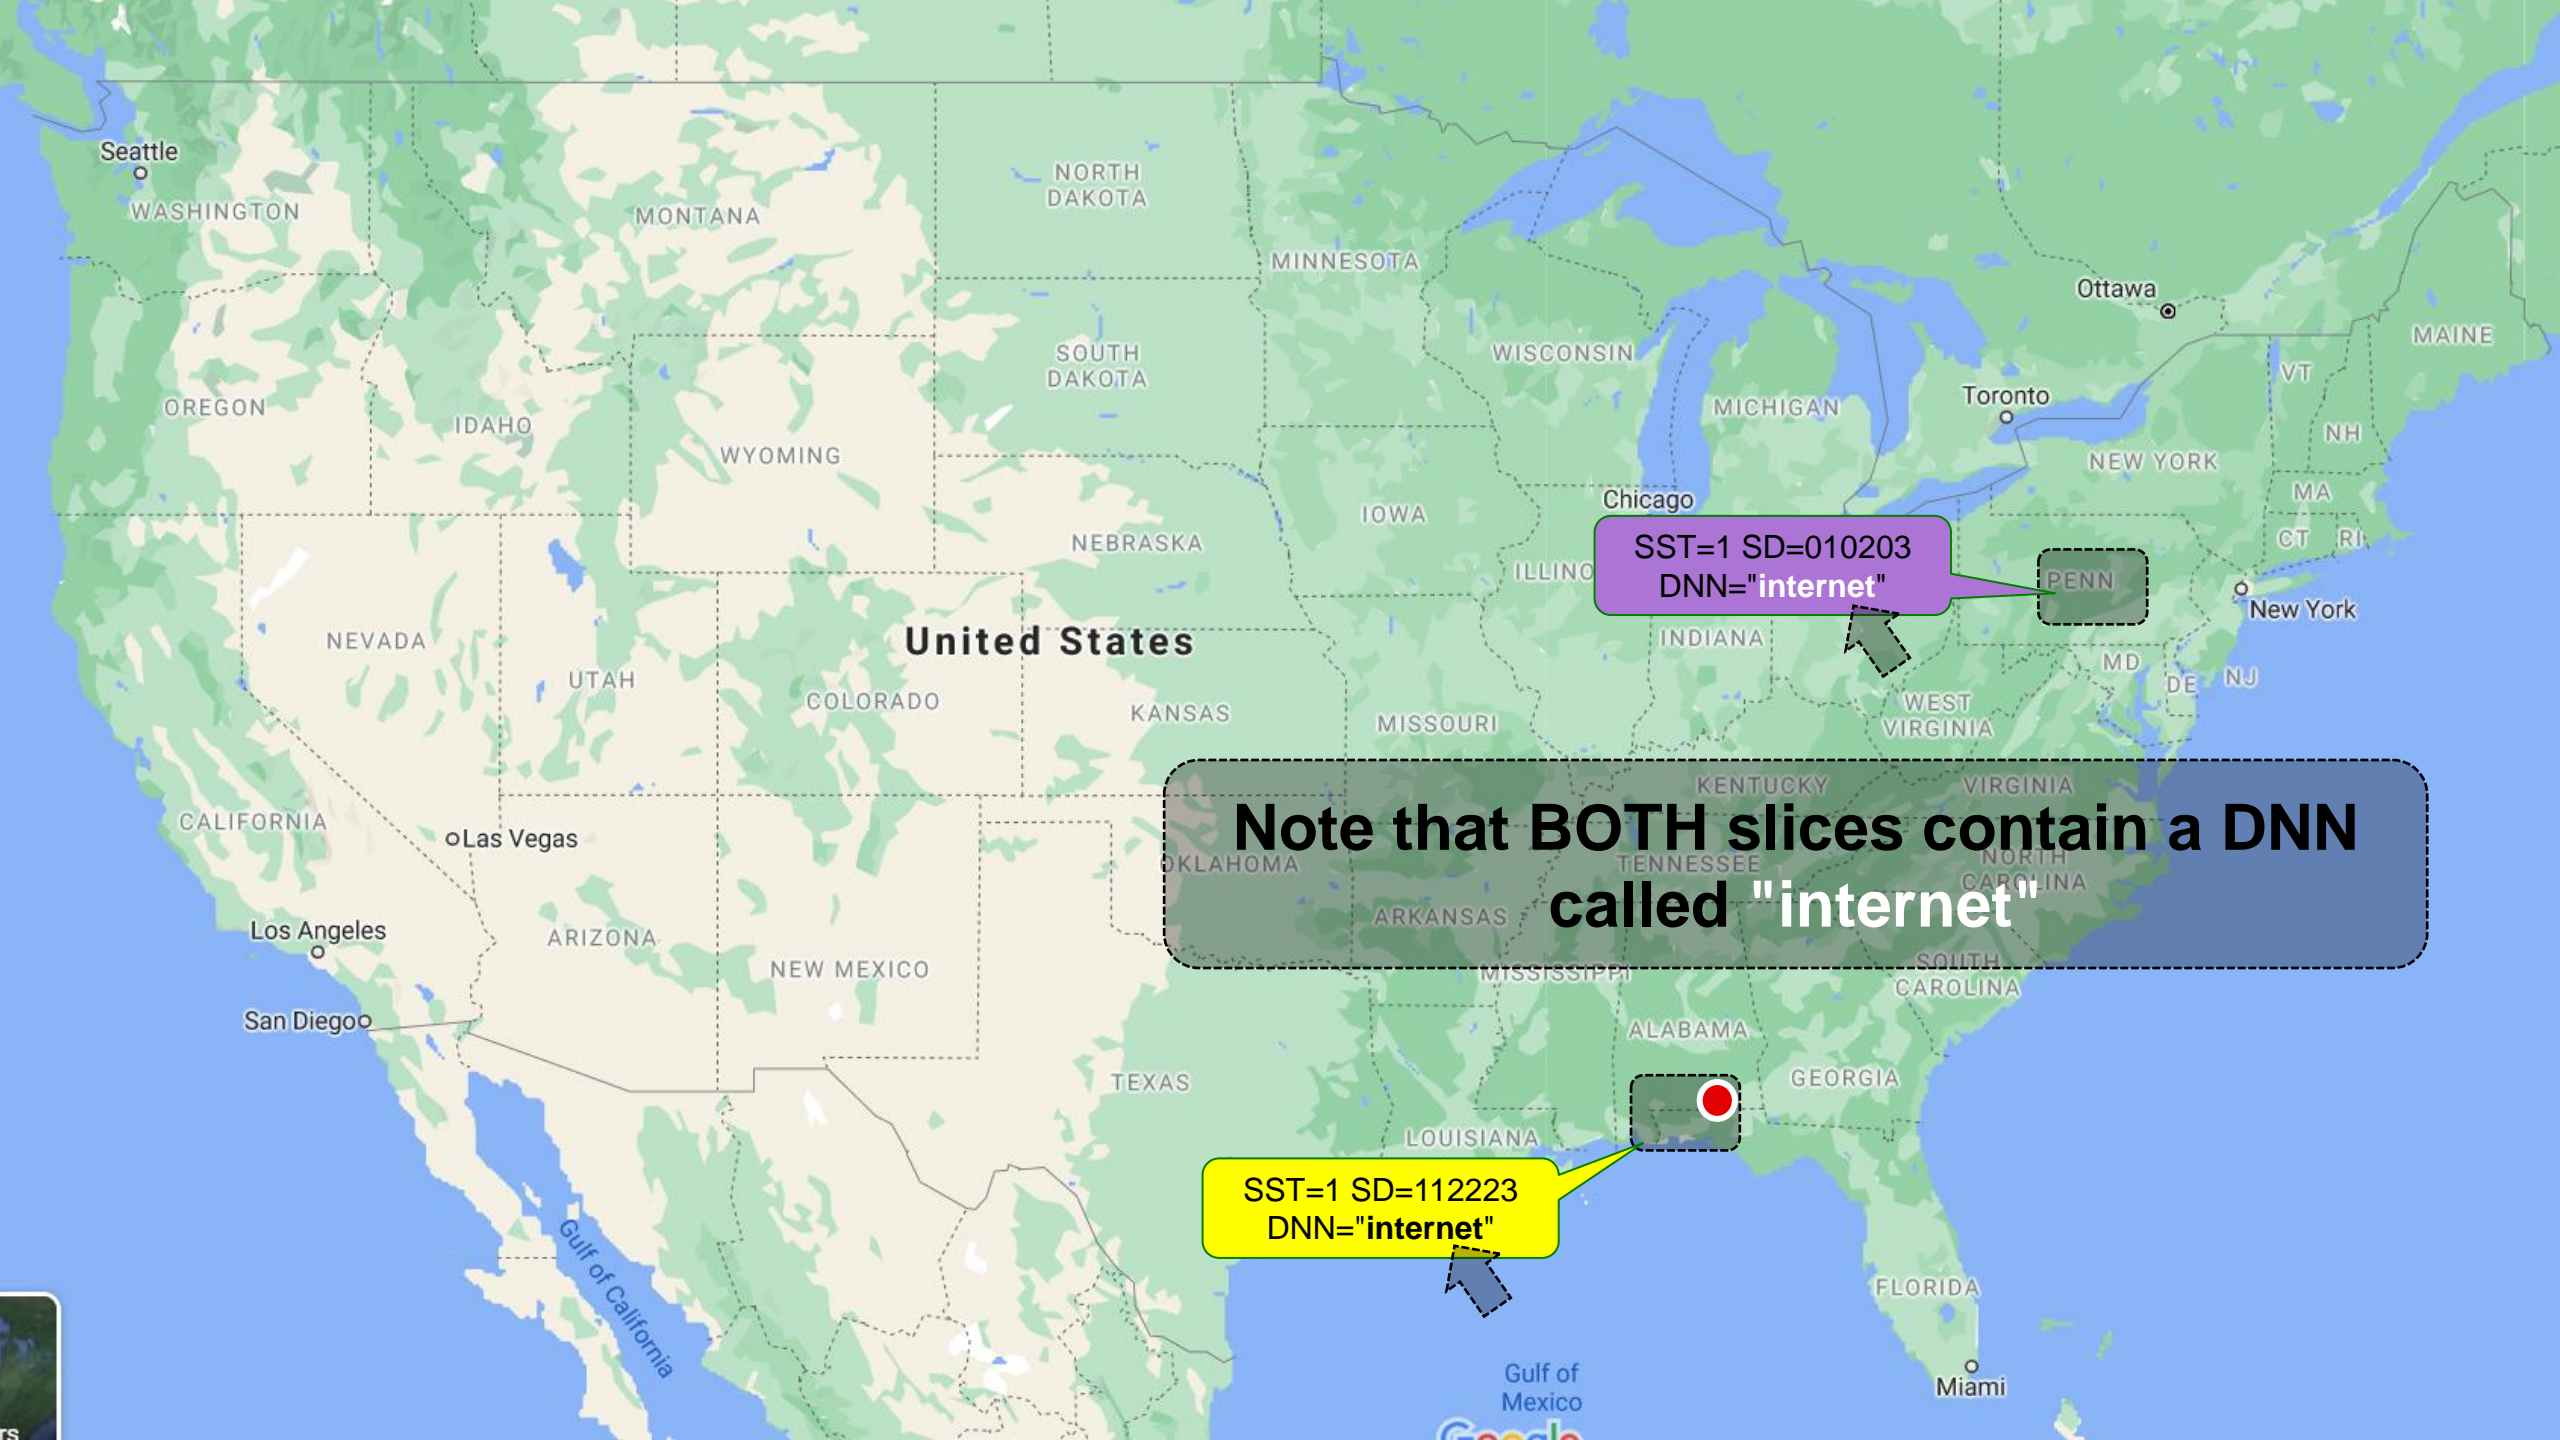 Seattle
WASHINGTON
MONTANA
NORTH
DAKOTA
MINNESOTA
Ottawa
MAINE
SOUTH
DAKOTA
WISCONSIN
VT
OREGON
IDAHO
MICHIGAN
Toronto
NH
WYOMING
NEW YORK
MA
Chicago
IOWA
CT
RI
NEBRASKA
ILLINO
SST=1 SD=010203
DNN="internet"
PENN
New York
NEVADA
United States
INDIANA
UTAH
MD
DE
NJ
COLORADO
KANSAS
MISSOURI
WEST
VIRGINIA
KENTUCKY
VIRGINIA
CALIFORNIA
Las Vegas
Note that BOTH slices contain a DNN
called "internet"
OKLAHOMA
TENNESSEE
NORTH
CAROLINA
ARKANSAS
Los Angeles
ARIZONA
NEW MEXICO
MISSISSIPPI
SOUTH
CAROLINA
San Diego
ALABAMA
TEXAS
GEORGIA
LOUISIANA
SST=1 SD=112223
DNN="internet"
Gulf of California
FLORIDA
Gulf of
Mexico
Miami
Google
rs